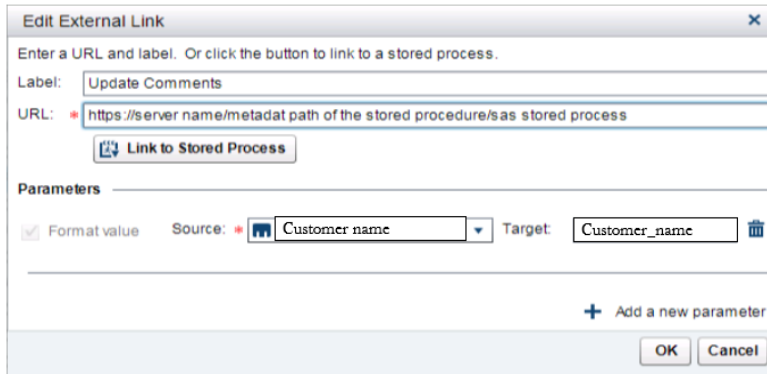 Edit External Link
Enter a URL and label. Or click the button to link to a stored process.
Label: Update Comments
URL: * https://server name/metadat path of the stored procedure/sas stored process
Link to Stored Process
Parameters
Format value Source: * Customer name Target: Customer_name
Add a new parameter
OK Cancel